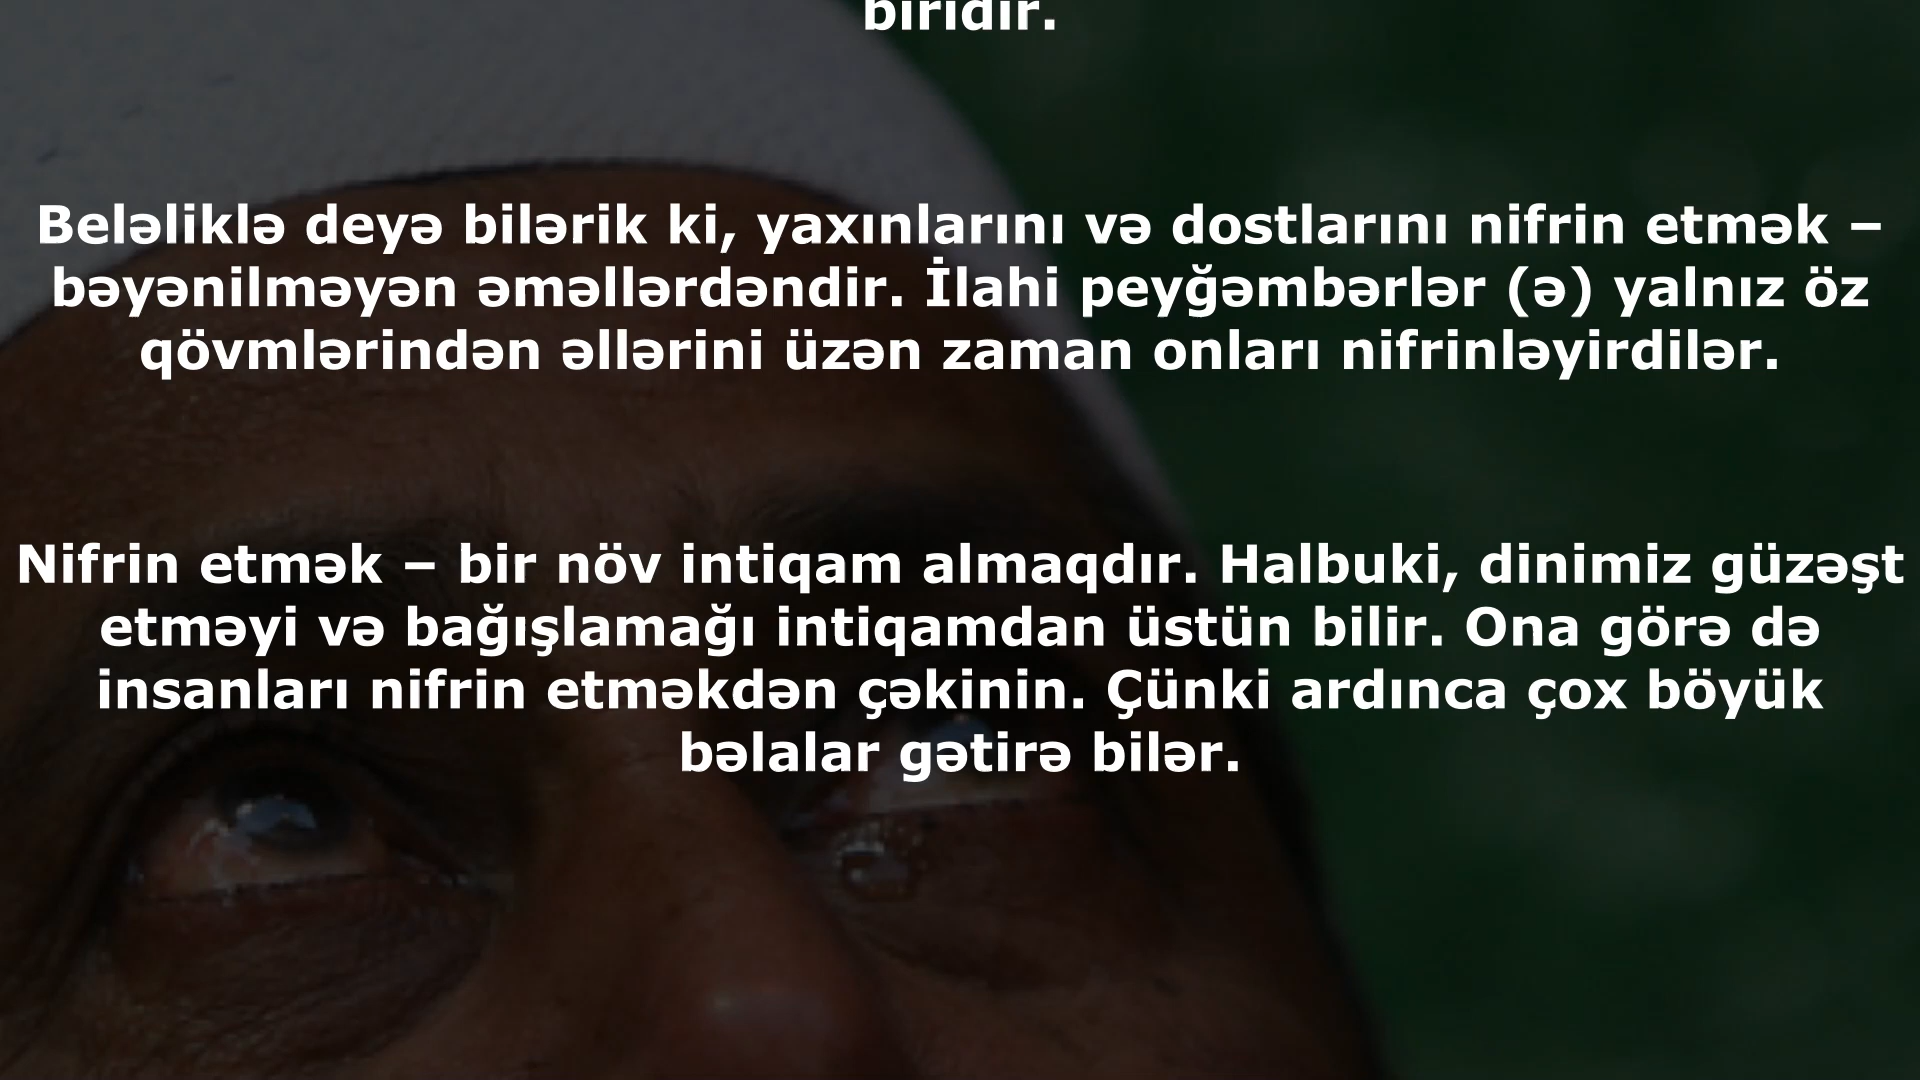 biridir.
Beləliklə deyə bilərik ki, yaxınlarını və dostlarını nifrin etmək –
bəyənilməyən əməllərdəndir. İlahi peyğəmbərlər (ə) yalnız öz
qövmlərindən əllərini üzən zaman onları nifrinləyirdilər.
Nifrin etmək – bir növ intiqam almaqdır. Halbuki, dinimiz güzəşt
etməyi və bağışlamağı intiqamdan üstün bilir. Ona görə də
insanları nifrin etməkdən çəkinin. Çünki ardınca çox böyük
bəlalar gətirə bilər.